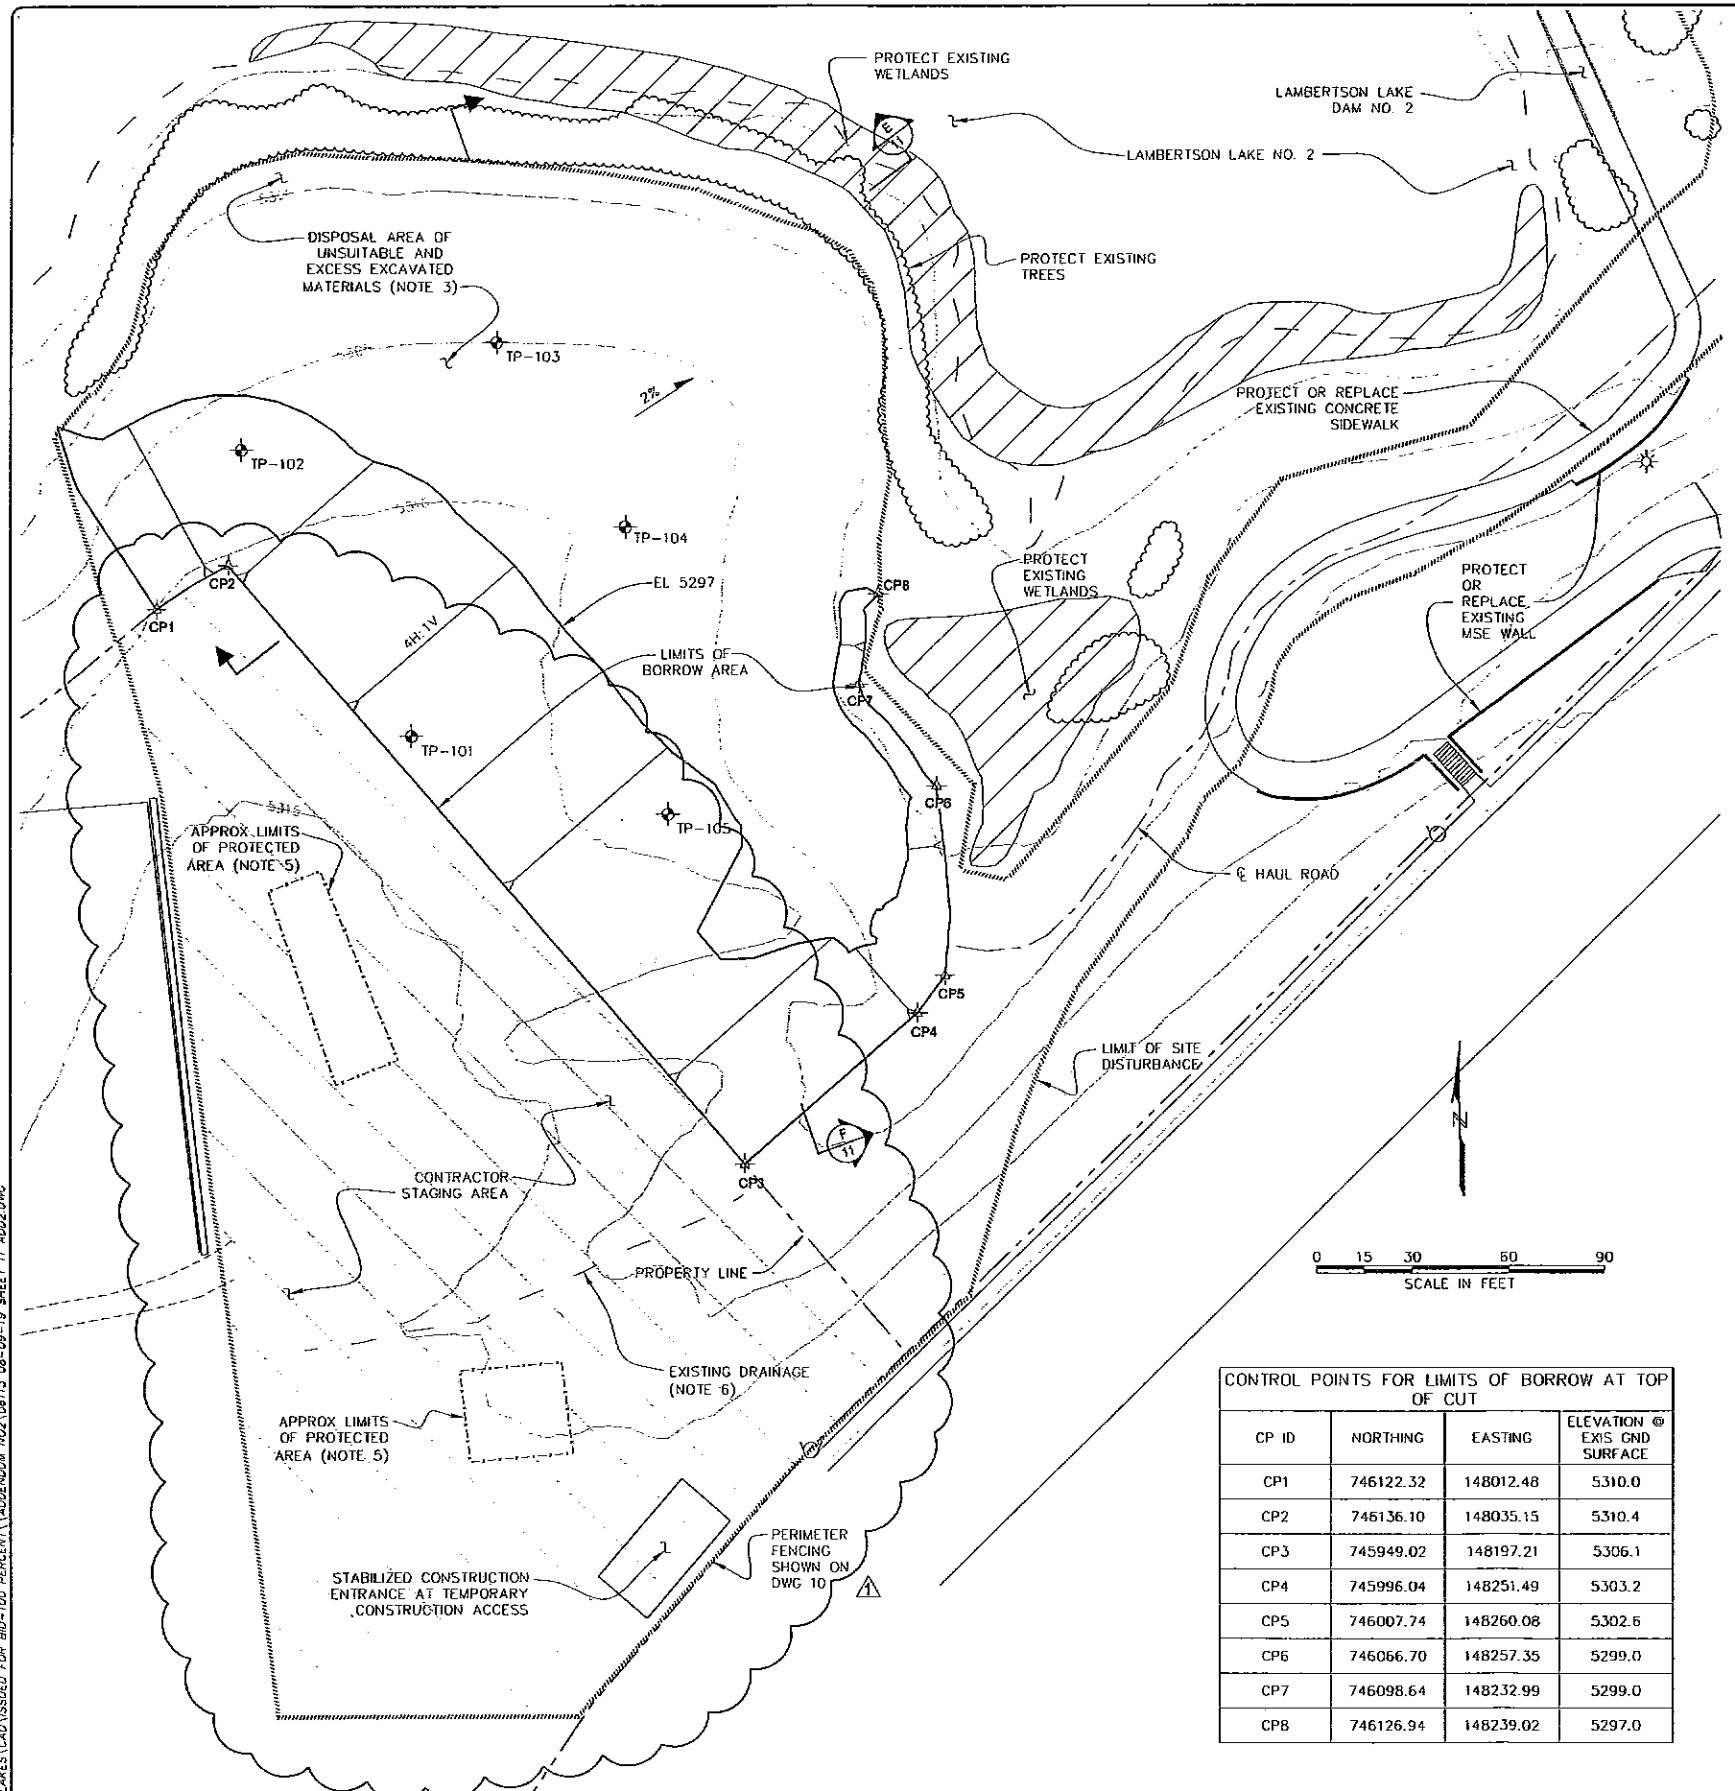 PROTECT EXISTING
WETLANDS
LAMBERTSON LAKE
DAM NO. 2
LAMBERTSON LAKE NO. 2
E
11
DISPOSAL AREA OF
UNSUITABLE AND
EXCESS EXCAVATED
MATERIALS (NOTE 3)
PROTECT EXISTING
TREES
TP-103
2%
PROTECT OR REPLACE
EXISTING CONCRETE
SIDEWALK
TP-102
TP-104
EL 5297
CP2
CP1
4H:1V
CP8
PROTECT
EXISTING
WETLANDS
PROTECT
OR
REPLACE
EXISTING
MSE WALL
LIMITS OF
BORROW AREA
CP7
TP-101
CP6
TP-105
5315
APPROX LIMITS
OF PROTECTED
AREA (NOTE 5)
℄ HAUL ROAD
CP5
CP4
LIMIT OF SITE
DISTURBANCE
N
F
11
CP3
CONTRACTOR
STAGING AREA
PROPERTY LINE
0 15 30 60 90
SCALE IN FEET
EXISTING DRAINAGE
(NOTE 6)
APPROX LIMITS
OF PROTECTED
AREA (NOTE 5)
PERIMETER
FENCING
SHOWN ON
DWG 10
1
STABILIZED CONSTRUCTION
ENTRANCE AT TEMPORARY
CONSTRUCTION ACCESS
CONTROL POINTS FOR LIMITS OF BORROW AT TOP
OF CUT
CP ID NORTHING EASTING ELEVATION @
EXIS GND
SURFACE
CP1 746122.32 148012.48 5310.0
CP2 746136.10 148035.15 5310.4
CP3 745949.02 148197.21 5306.1
CP4 745996.04 148251.49 5303.2
CP5 746007.74 148260.08 5302.6
CP6 746066.70 148257.35 5299.0
CP7 746098.64 148232.99 5299.0
CP8 746126.94 148239.02 5297.0